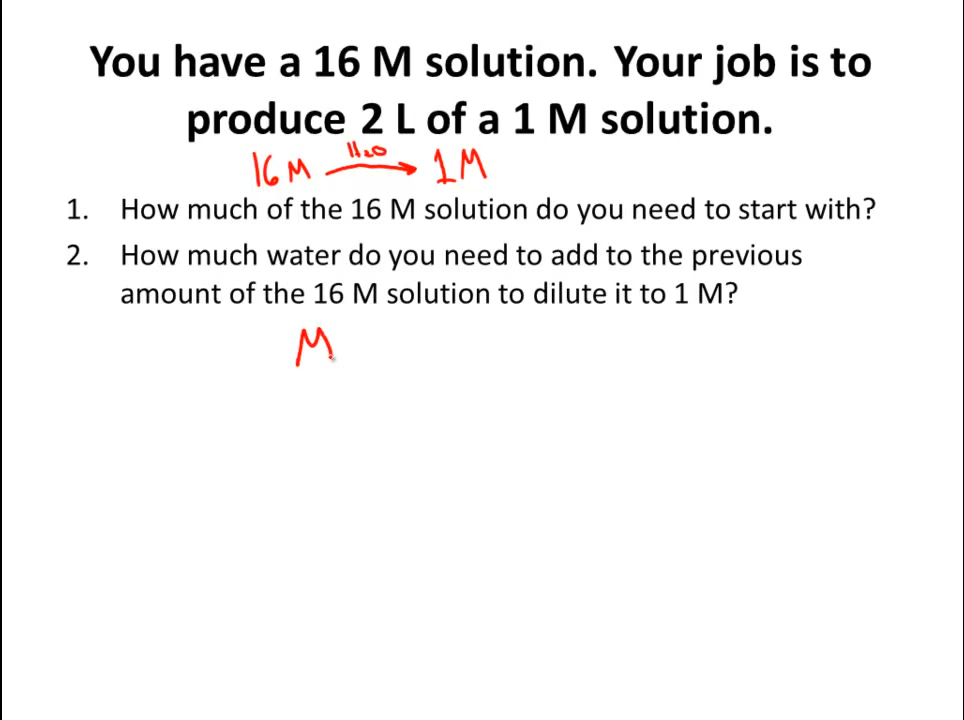 You have a 16 M solution. Your job is to
produce 2 L of a 1 M solution.
H2O
16 M → 1 M
1. How much of the 16 M solution do you need to start with?
2. How much water do you need to add to the previous
amount of the 16 M solution to dilute it to 1 M?
M